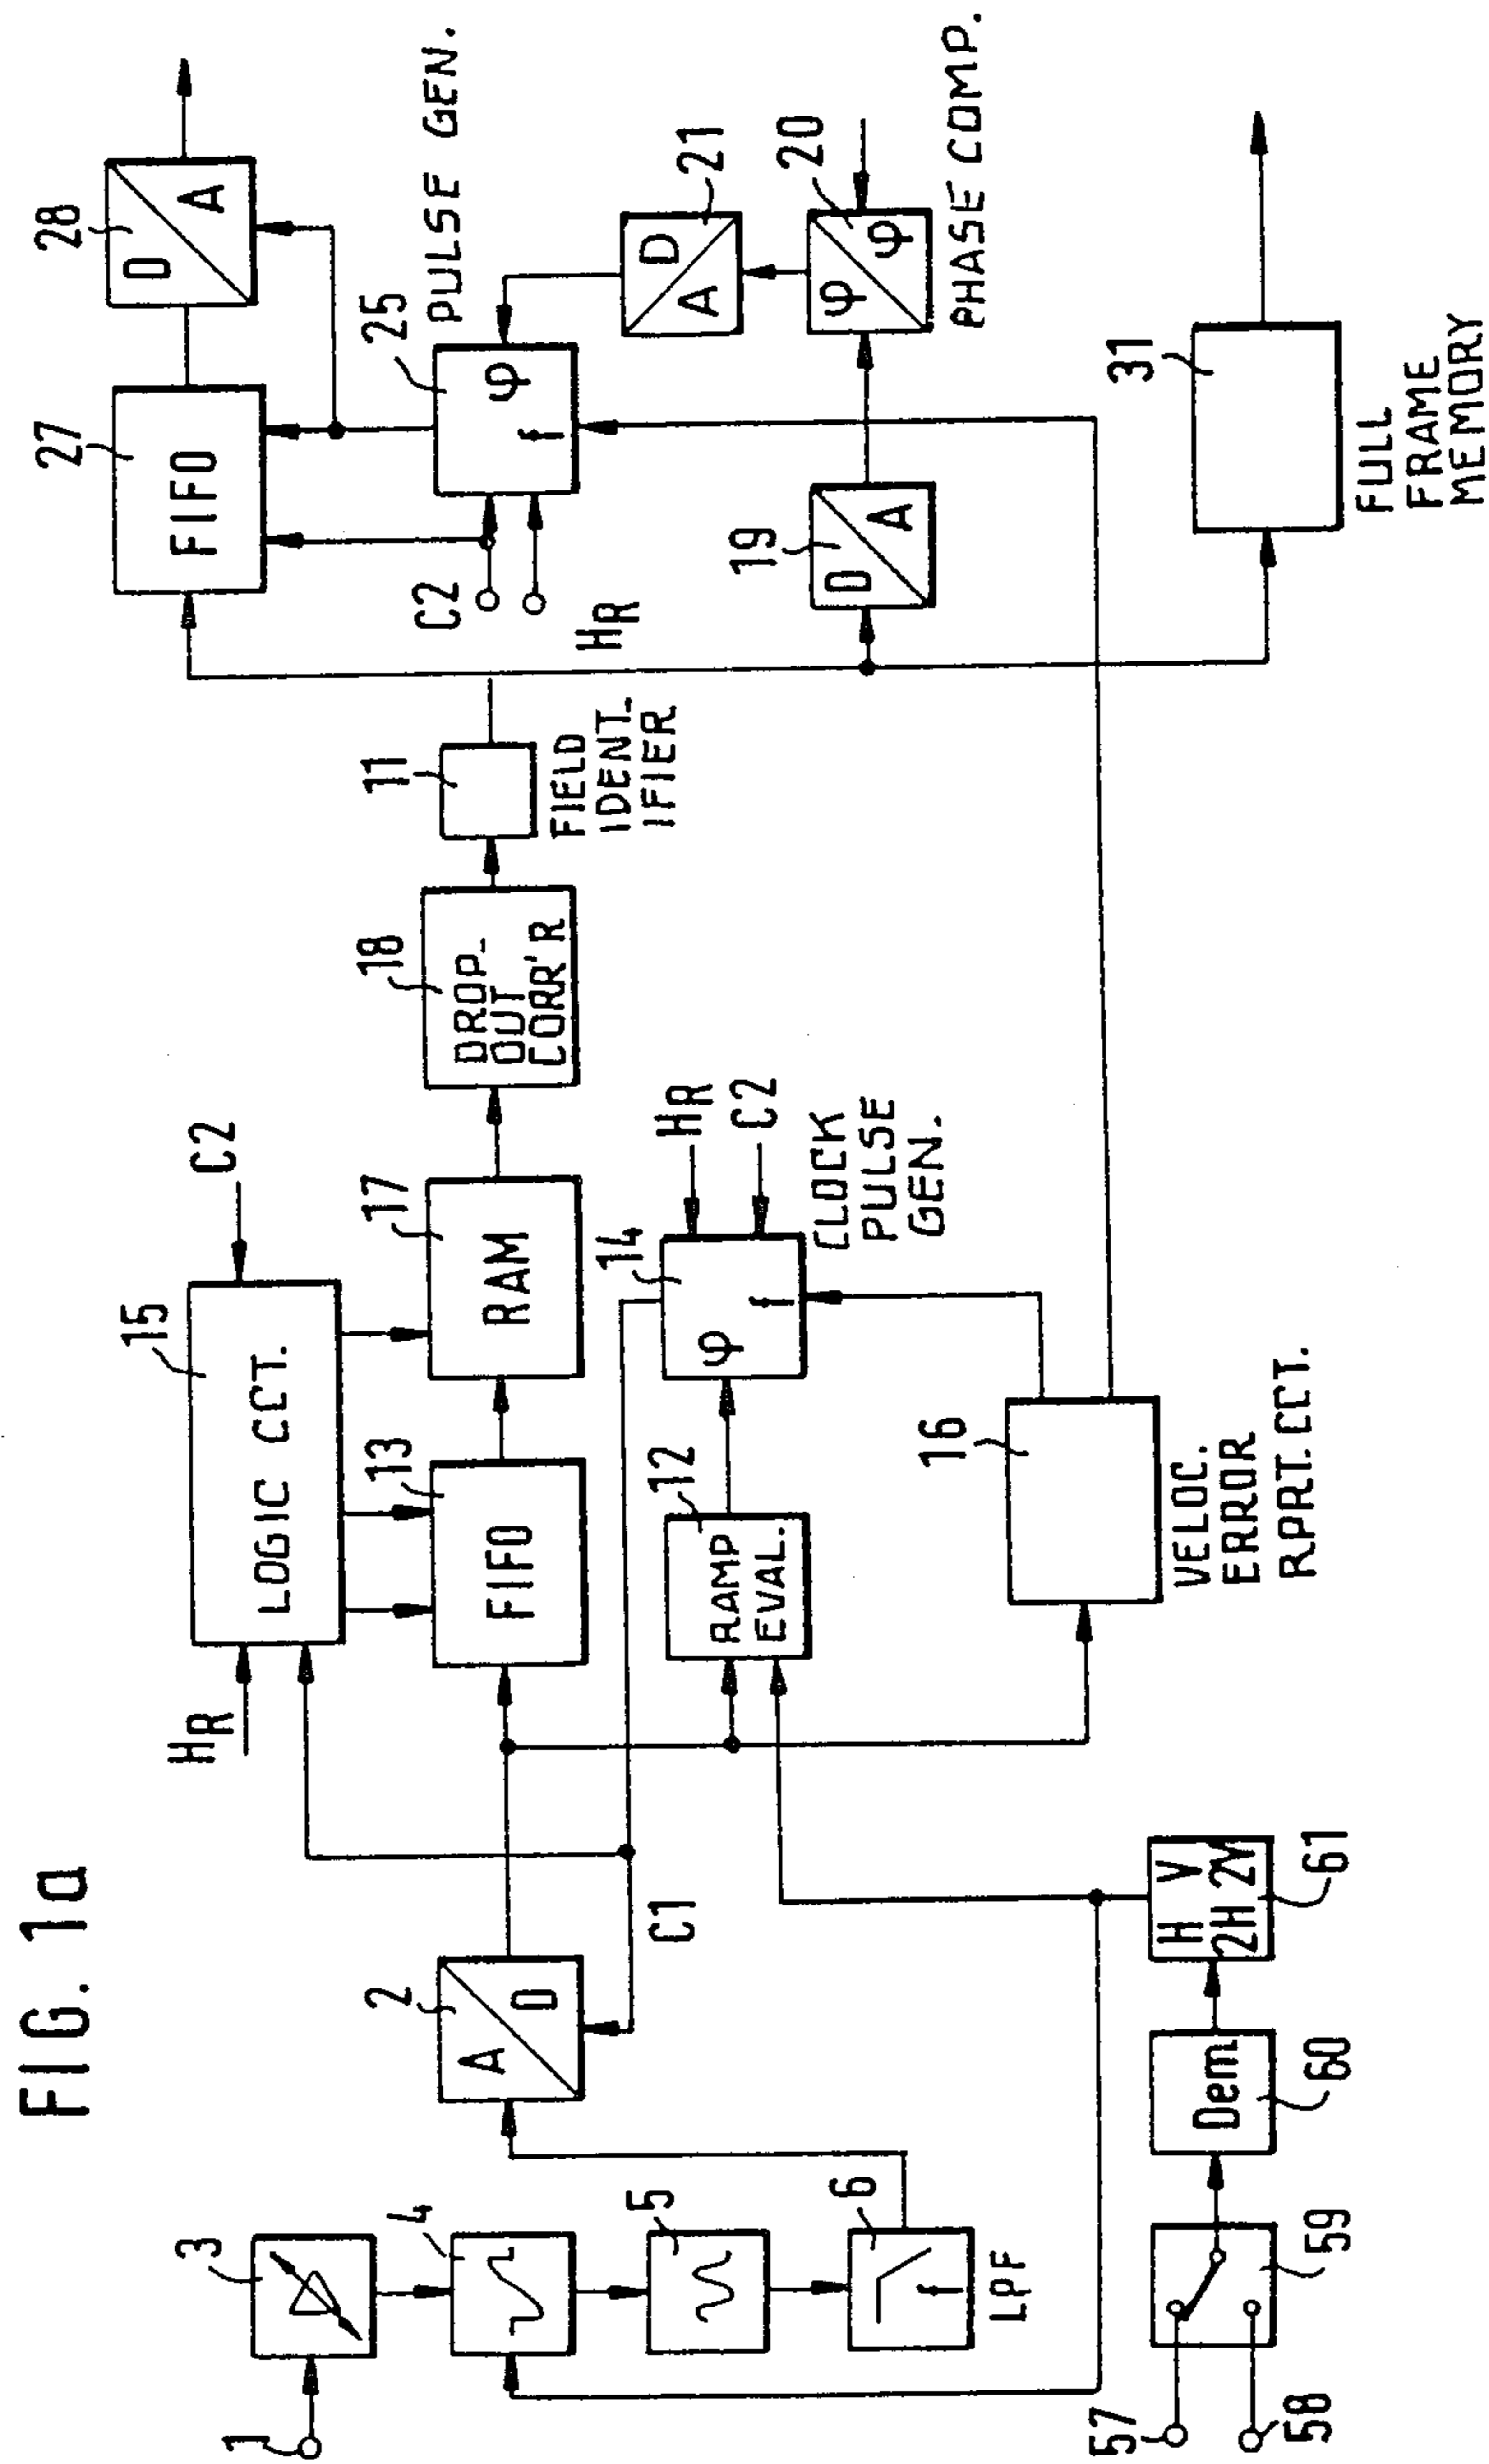 FIG. 1a
1
3
4
5
6
f
LPF
57
58
59
60
Dem
61
H V
2H 2V
2
A
D
C1
HR
15
LOGIC CCT.
C2
13
FIFO
17
RAM
12
RAMP
EVAL.
14
φ
f
HR
C2
CLOCK
PULSE
GEN.
16
VELOC.
ERROR
RPRT.CCT.
18
DROP-
OUT
CORR'R
11
FIELD
IDENT-
IFIER
27
FIFO
28
D
A
C2
HR
25
φ
f
PULSE GEN.
19
D
A
21
D
A
20
φ
φ
PHASE COMP.
31
FULL
FRAME
MEMORY